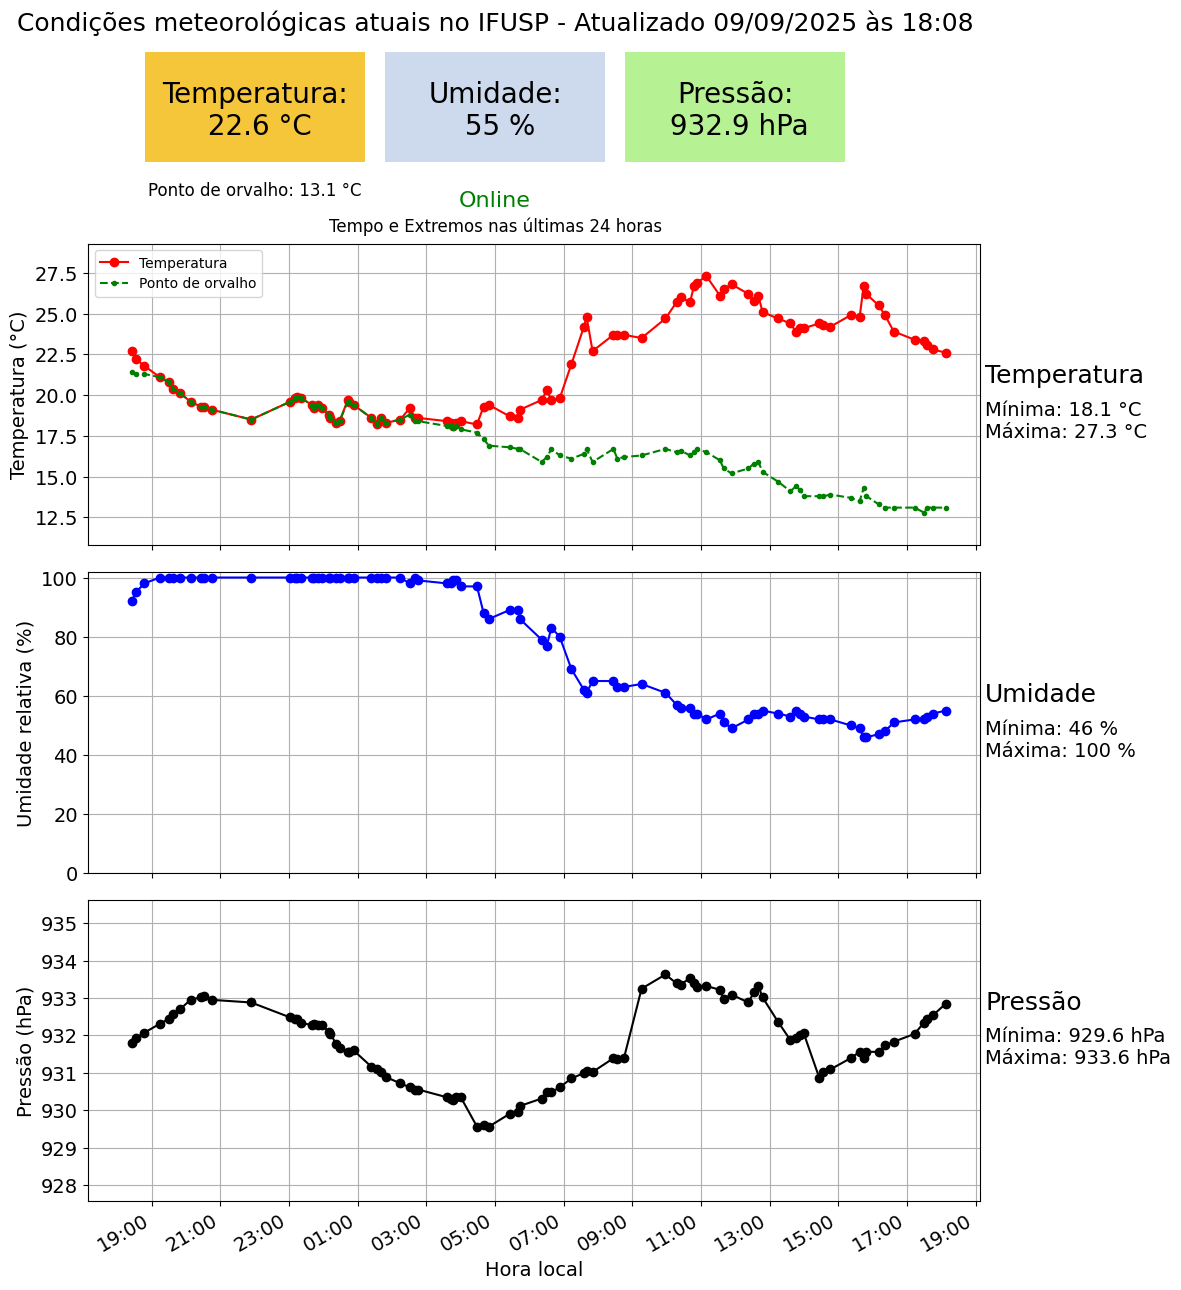 Condições meteorológicas atuais no IFUSP - Atualizado 09/09/2025 às 18:08
Temperatura:
22.6 °C
Umidade:
55 %
Pressão:
932.9 hPa
Ponto de orvalho: 13.1 °C
Online
Tempo e Extremos nas últimas 24 horas
Temperatura
Ponto de orvalho
Temperatura (°C)
27.5
25.0
22.5
20.0
17.5
15.0
12.5
Temperatura
Mínima: 18.1 °C
Máxima: 27.3 °C
Umidade relativa (%)
100
80
60
40
20
0
Umidade
Mínima: 46 %
Máxima: 100 %
Pressão (hPa)
935
934
933
932
931
930
929
928
Pressão
Mínima: 929.6 hPa
Máxima: 933.6 hPa
19:00 21:00 23:00 01:00 03:00 05:00 07:00 09:00 11:00 13:00 15:00 17:00 19:00
Hora local